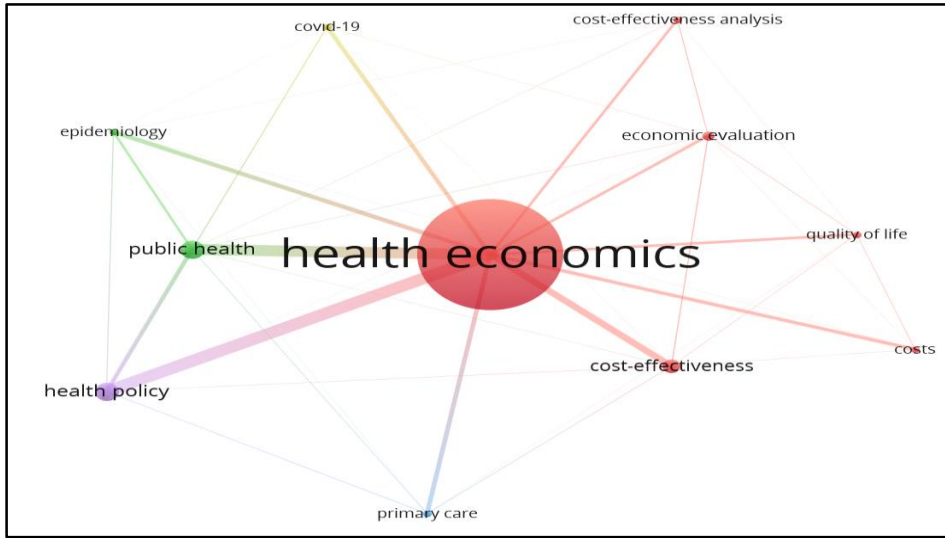 cost-effectiveness analysis
covid-19
epidemiology
economic evaluation
quality of life
public health
health economics
costs
cost-effectiveness
health policy
primary care